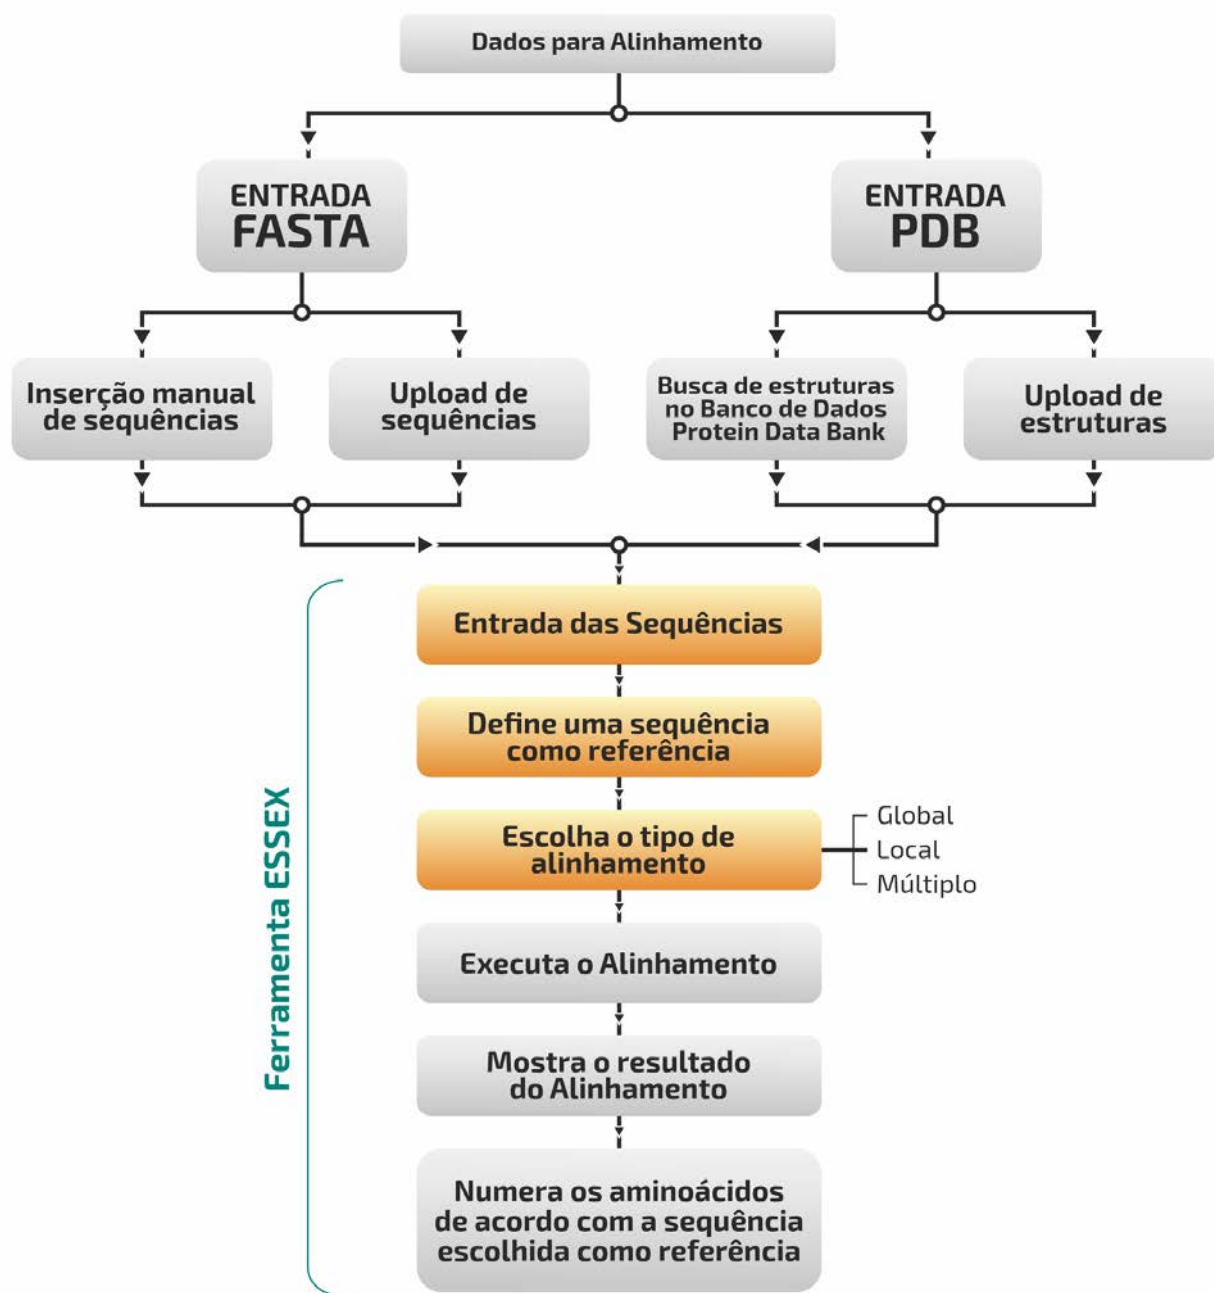 Dados para Alinhamento
ENTRADA
FASTA
ENTRADA
PDB
Inserção manual
de sequências
Upload de
sequências
Busca de estruturas
no Banco de Dados
Protein Data Bank
Upload de
estruturas
Ferramenta ESSEX
Entrada das Sequências
Define uma sequência
como referência
Escolha o tipo de
alinhamento
Global
Local
Múltiplo
Executa o Alinhamento
Mostra o resultado
do Alinhamento
Numera os aminoácidos
de acordo com a sequência
escolhida como referência